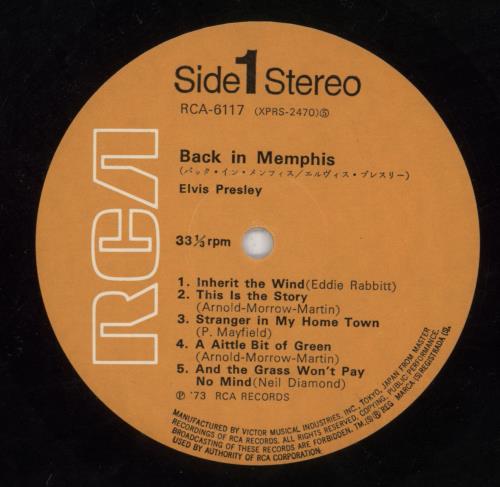 Side 1 Stereo
RCA-6117 (XPRS-2470)Ⓢ
Back in Memphis
(バック・イン・メンフィス/エルヴィス・プレスリー)
Elvis Presley
RCA
33⅓rpm
1. Inherit the Wind(Eddie Rabbitt)
2. This Is the Story
(Arnold-Morrow-Martin)
3. Stranger in My Home Town
(P. Mayfield)
4. A Aittle Bit of Green
(Arnold-Morrow-Martin)
5. And the Grass Won't Pay
No Mind(Neil Diamond)
Ⓟ '73 RCA RECORDS
MANUFACTURED BY VICTOR MUSICAL INDUSTRIES, INC. TOKYO, JAPAN FROM MASTER
RECORDINGS OF RCA RECORDS. ALL RIGHTS RESERVED, COPYING, PUBLIC PERFORMANCE,
BROADCASTING OF THESE RECORDS ARE FORBIDDEN. TM.(S)® REG MARCA (S) REGISTRADA (S).
USED BY AUTHORITY OF RCA CORPORATION